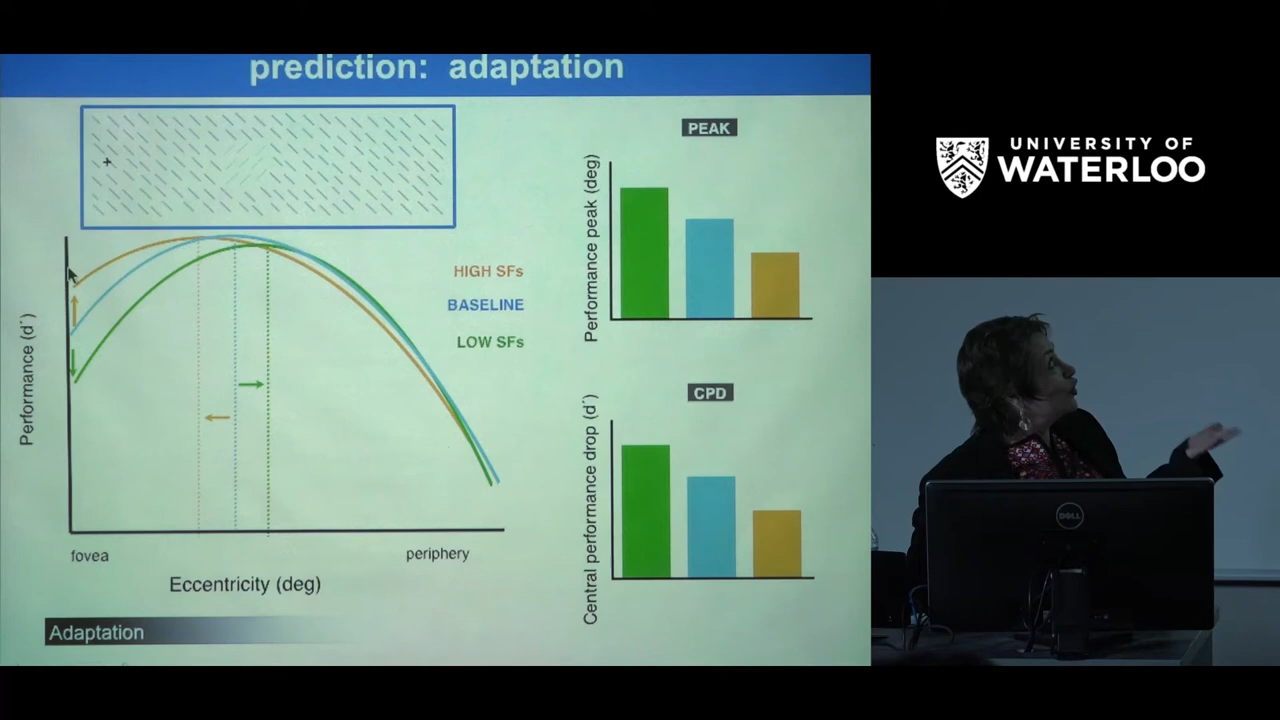 prediction: adaptation
+
HIGH SFs
BASELINE
LOW SFs
Performance (d´)
fovea
periphery
Eccentricity (deg)
Adaptation
PEAK
Performance peak (deg)
CPD
Central performance drop (d´)
UNIVERSITY OF
WATERLOO
DELL